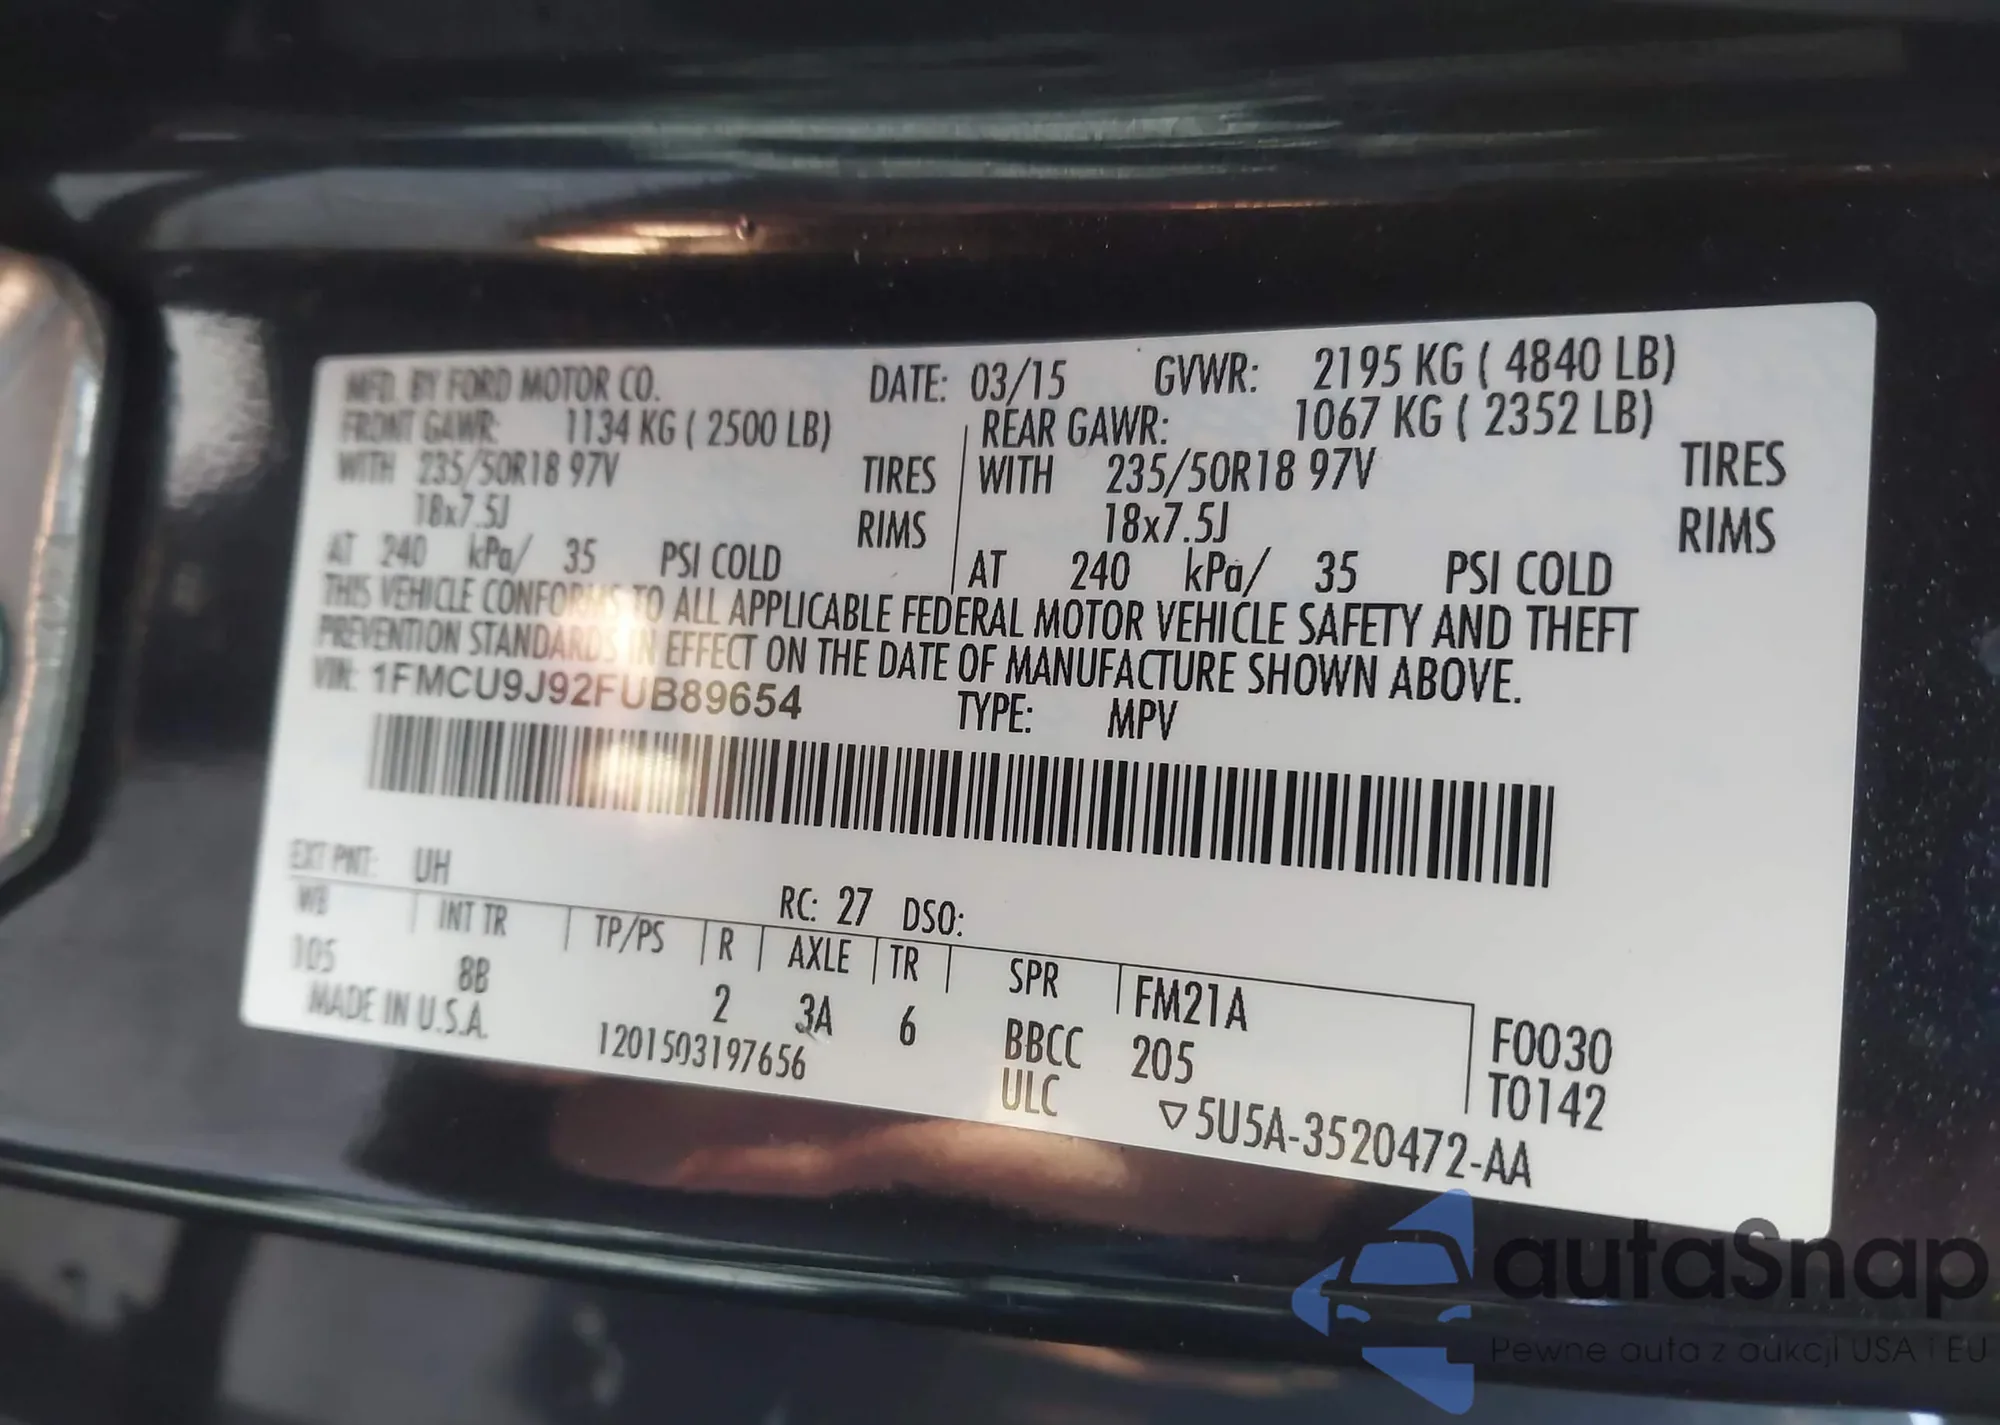 MFD. BY FORD MOTOR CO. DATE: 03/15 GVWR: 2195 KG ( 4840 LB)
FRONT GAWR: 1134 KG ( 2500 LB) REAR GAWR: 1067 KG ( 2352 LB)
WITH 235/50R18 97V TIRES WITH 235/50R18 97V TIRES
18x7.5J RIMS 18x7.5J RIMS
AT 240 kPa/ 35 PSI COLD AT 240 kPa/ 35 PSI COLD
THIS VEHICLE CONFORMS TO ALL APPLICABLE FEDERAL MOTOR VEHICLE SAFETY AND THEFT
PREVENTION STANDARDS IN EFFECT ON THE DATE OF MANUFACTURE SHOWN ABOVE.
VIN: 1FMCU9J92FUB89654 TYPE: MPV
EXT PNT: UH RC: 27 DSO:
WB INT TR TP/PS R AXLE TR SPR FM21A F0030
105 8B 2 3A 6 BBCC 205 T0142
MADE IN U.S.A. 1201503197656 ULC ▽5U5A-3520472-AA
autaSnap
Pewne auta z aukcji USA i EU